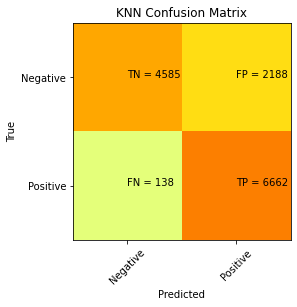 KNN Confusion Matrix
True
Negative
TN = 4585
FP = 2188
Positive
FN = 138
TP = 6662
Negative
Positive
Predicted